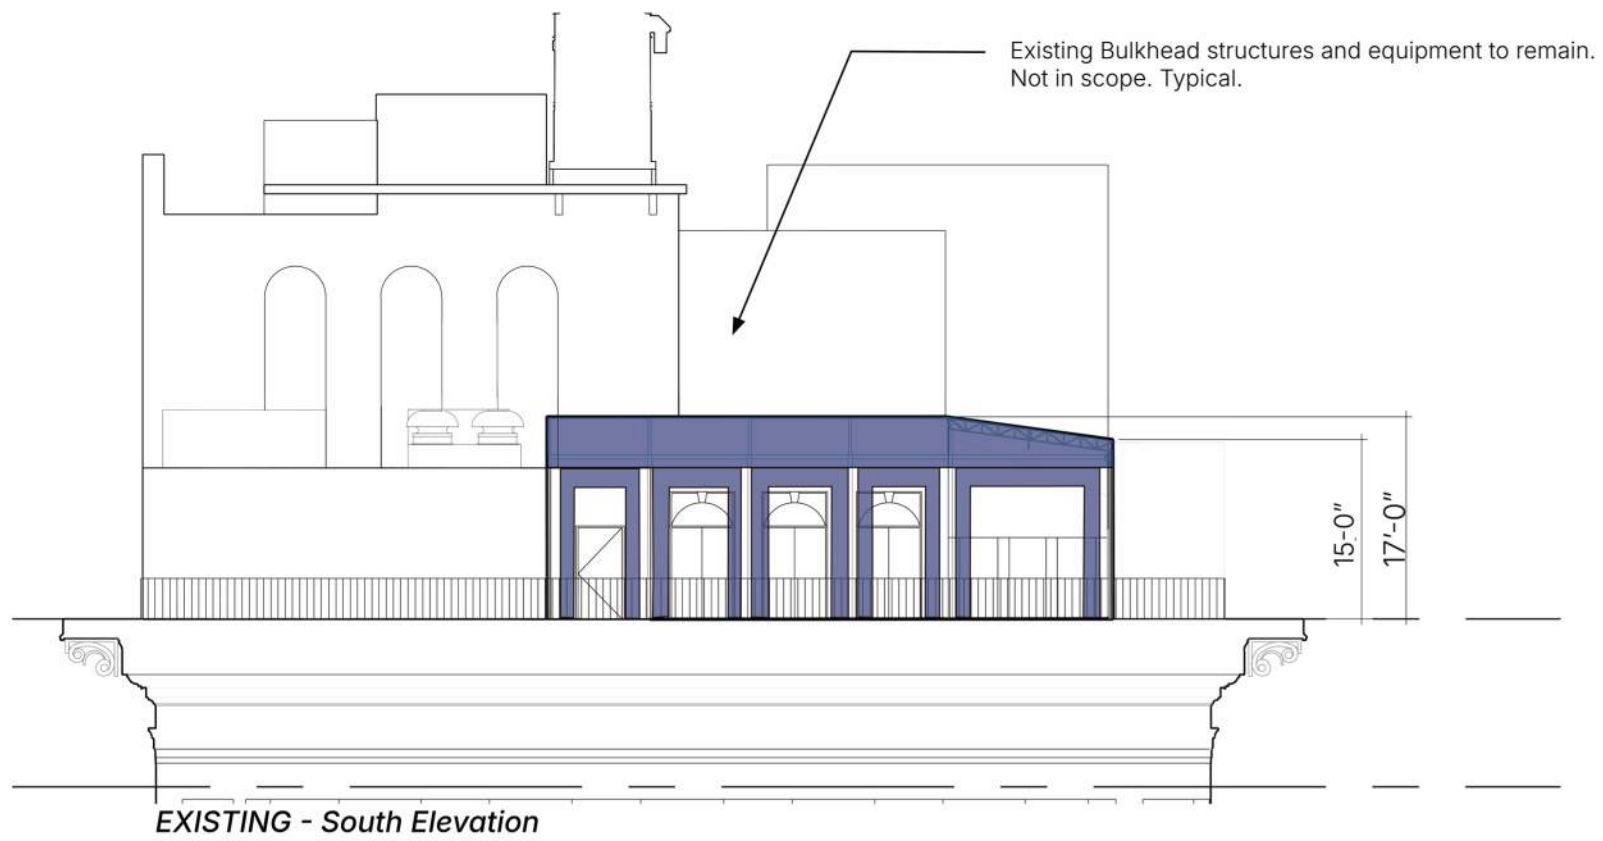 Existing Bulkhead structures and equipment to remain.
Not in scope. Typical.
15-0"
17'-0"
EXISTING - South Elevation